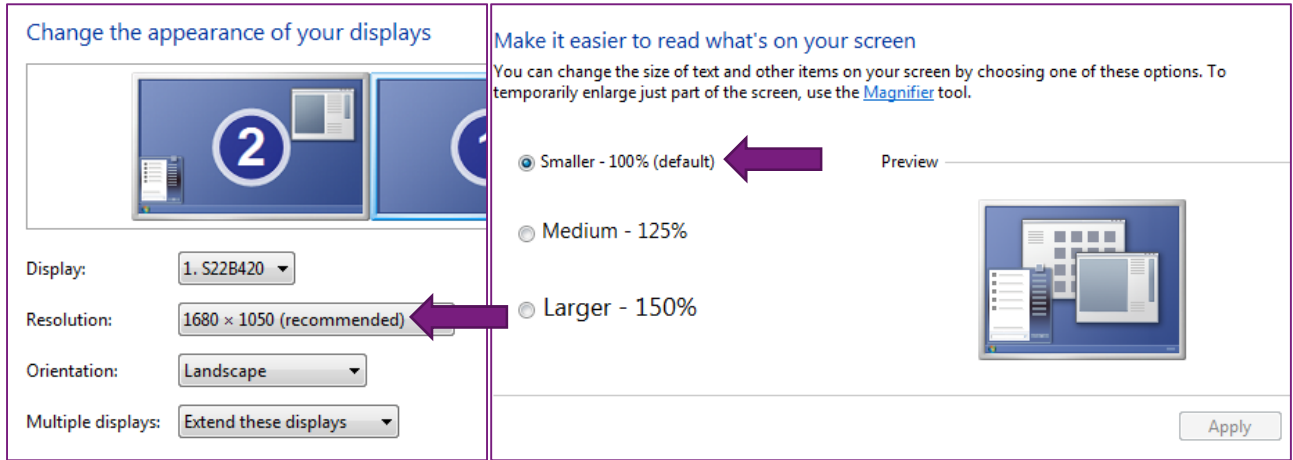 Change the appearance of your displays
2
1
Display:
1. S22B420
Resolution:
1680 × 1050 (recommended)
Orientation:
Landscape
Multiple displays:
Extend these displays
Make it easier to read what's on your screen
You can change the size of text and other items on your screen by choosing one of these options. To
temporarily enlarge just part of the screen, use the Magnifier tool.
Smaller - 100% (default)
Preview
Medium - 125%
Larger - 150%
Apply